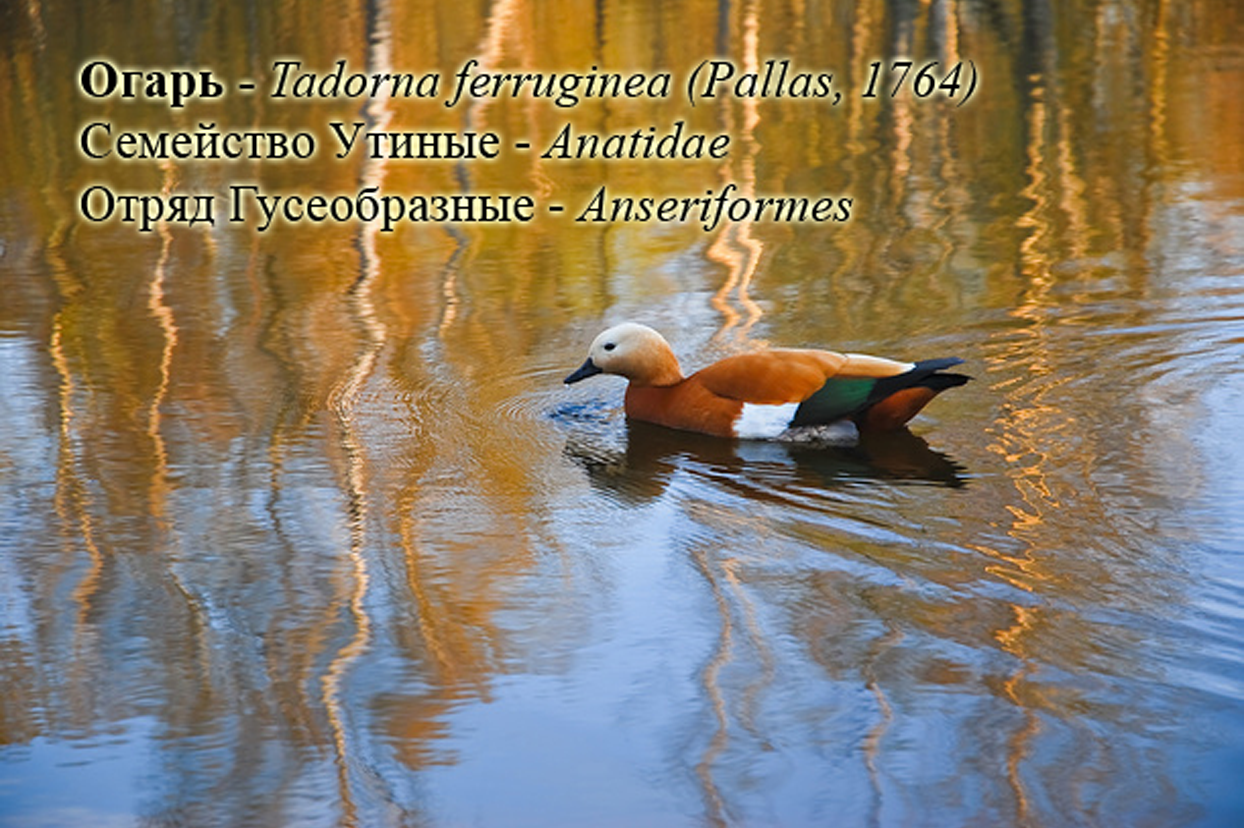 Огарь - Tadorna ferruginea (Pallas, 1764)
Семейство Утиные - Anatidae
Отряд Гусеобразные - Anseriformes